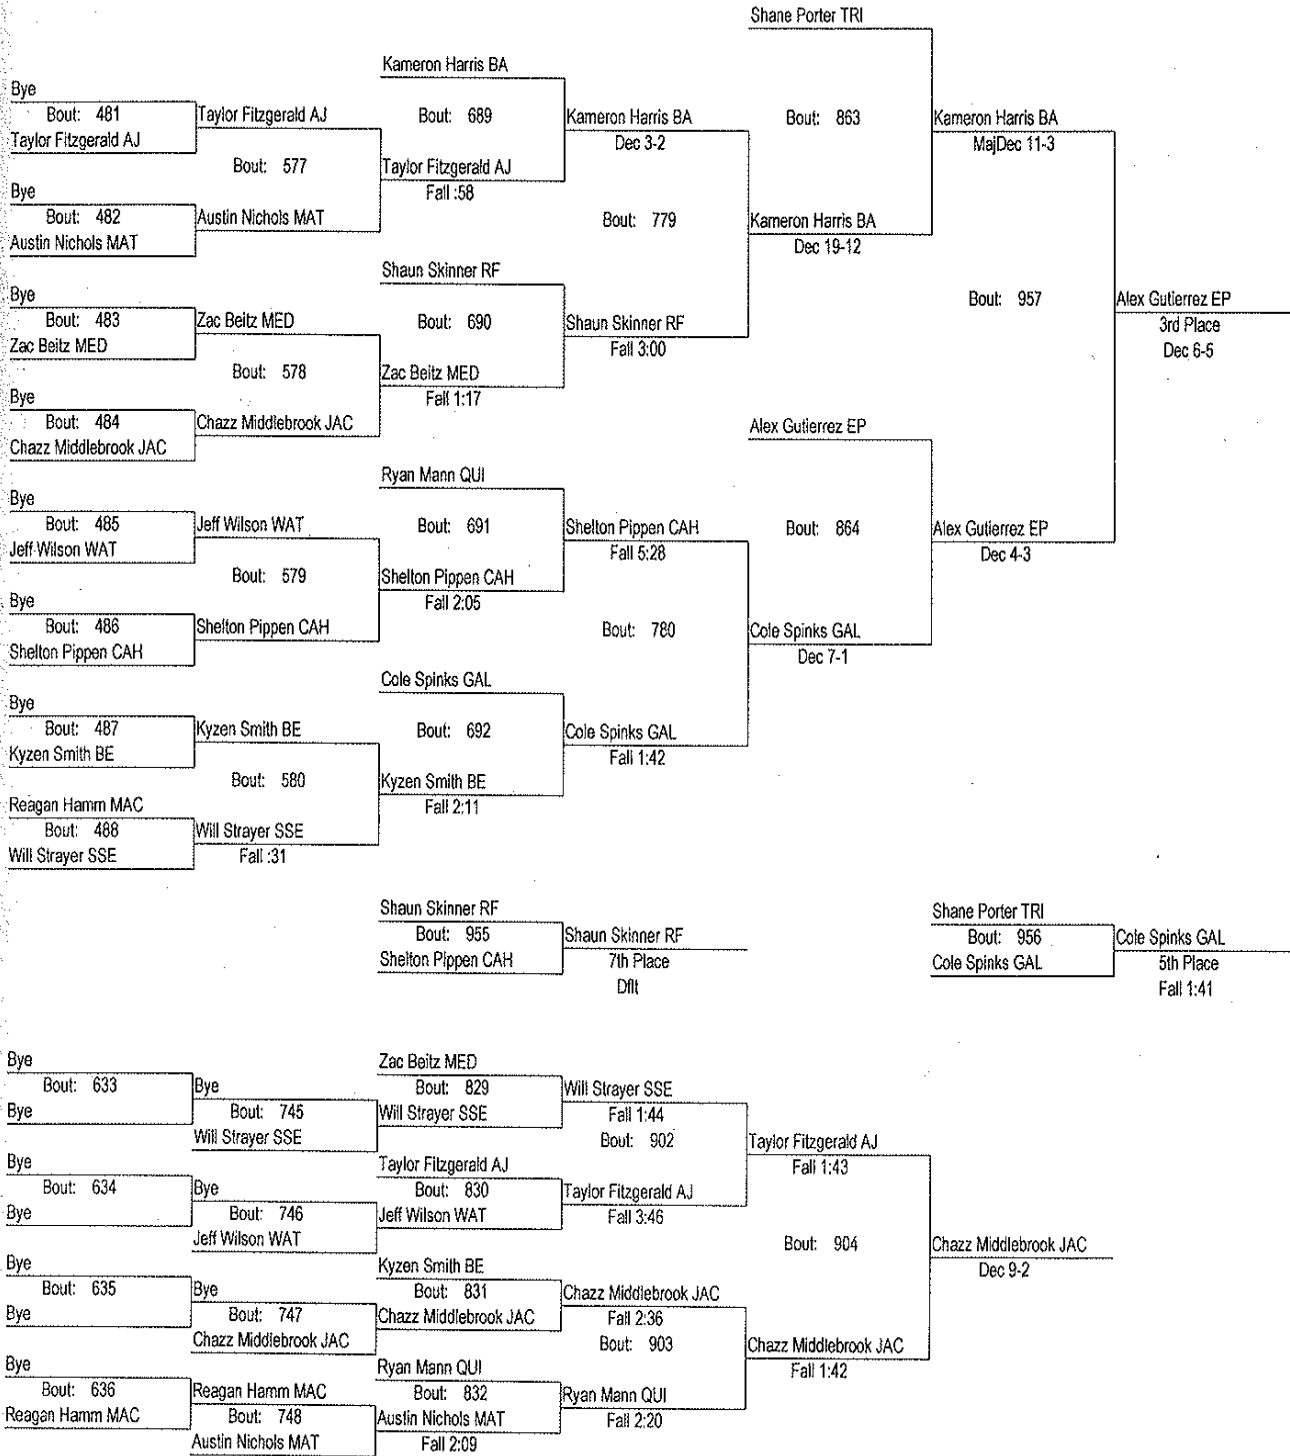 Shane Porter TRI
Kameron Harris BA
Bye
Bout: 481
Taylor Fitzgerald AJ
Taylor Fitzgerald AJ
Bout: 689
Kameron Harris BA
Dec 3-2
Bout: 863
Kameron Harris BA
MajDec 11-3
Bout: 577
Taylor Fitzgerald AJ
Fall :58
Bye
Bout: 482
Austin Nichols MAT
Austin Nichols MAT
Bout: 779
Kameron Harris BA
Dec 19-12
Shaun Skinner RF
Bye
Bout: 483
Zac Beitz MED
Zac Beitz MED
Bout: 690
Shaun Skinner RF
Fall 3:00
Bout: 957
Alex Gutierrez EP
3rd Place
Dec 6-5
Bout: 578
Zac Beitz MED
Fall 1:17
Bye
Bout: 484
Chazz Middlebrook JAC
Chazz Middlebrook JAC
Alex Gutierrez EP
Ryan Mann QUI
Bye
Bout: 485
Jeff Wilson WAT
Jeff Wilson WAT
Bout: 691
Shelton Pippen CAH
Fall 5:28
Bout: 864
Alex Gutierrez EP
Dec 4-3
Bout: 579
Shelton Pippen CAH
Fall 2:05
Bye
Bout: 486
Shelton Pippen CAH
Shelton Pippen CAH
Bout: 780
Cole Spinks GAL
Dec 7-1
Cole Spinks GAL
Bye
Bout: 487
Kyzen Smith BE
Kyzen Smith BE
Bout: 692
Cole Spinks GAL
Fall 1:42
Bout: 580
Kyzen Smith BE
Fall 2:11
Reagan Hamm MAC
Bout: 488
Will Strayer SSE
Will Strayer SSE
Fall :31
Shaun Skinner RF
Bout: 955
Shelton Pippen CAH
Shaun Skinner RF
7th Place
Dflt
Shane Porter TRI
Bout: 956
Cole Spinks GAL
Cole Spinks GAL
5th Place
Fall 1:41
Bye
Bout: 633
Bye
Bye
Bout: 745
Will Strayer SSE
Zac Beitz MED
Bout: 829
Will Strayer SSE
Will Strayer SSE
Fall 1:44
Bout: 902
Taylor Fitzgerald AJ
Fall 1:43
Bye
Bout: 634
Bye
Bye
Bout: 746
Jeff Wilson WAT
Taylor Fitzgerald AJ
Bout: 830
Jeff Wilson WAT
Taylor Fitzgerald AJ
Fall 3:46
Bout: 904
Chazz Middlebrook JAC
Dec 9-2
Bye
Bout: 635
Bye
Bye
Bout: 747
Chazz Middlebrook JAC
Kyzen Smith BE
Bout: 831
Chazz Middlebrook JAC
Chazz Middlebrook JAC
Fall 2:36
Bout: 903
Chazz Middlebrook JAC
Fall 1:42
Bye
Bout: 636
Reagan Hamm MAC
Reagan Hamm MAC
Bout: 748
Austin Nichols MAT
Ryan Mann QUI
Bout: 832
Austin Nichols MAT
Fall 2:09
Ryan Mann QUI
Fall 2:20